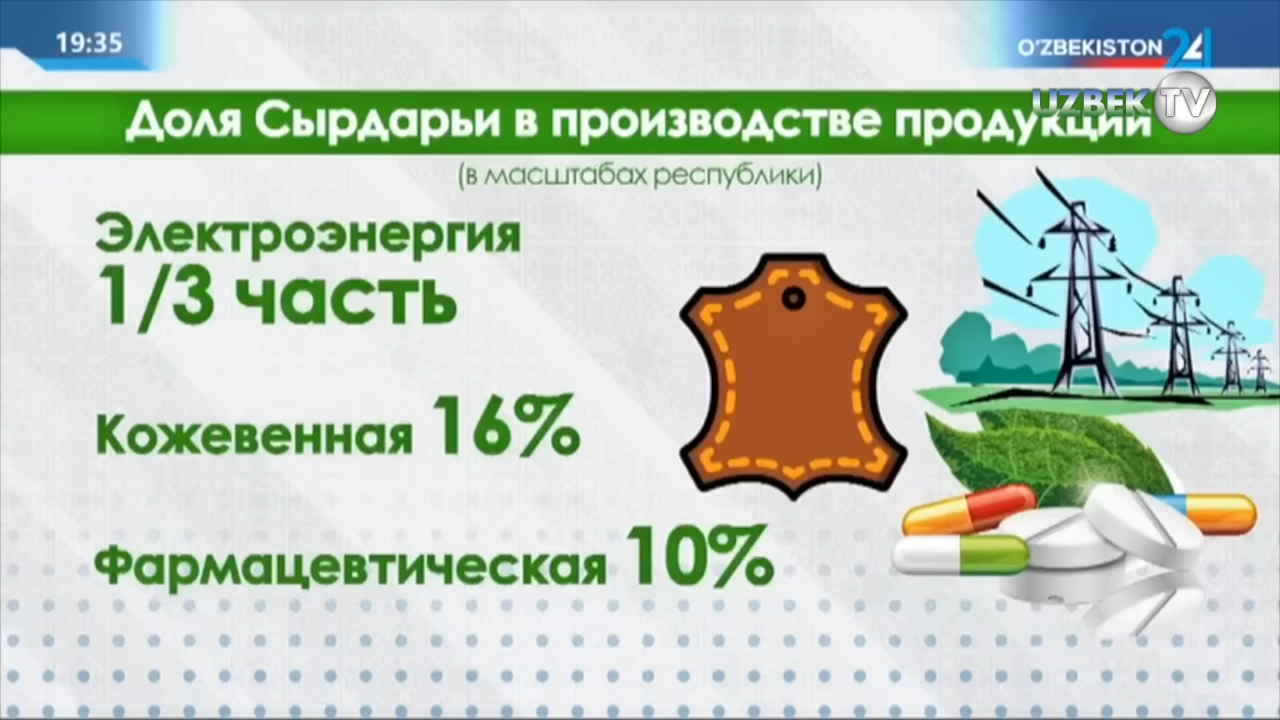 19:35
O'ZBEKISTON 24
UZBEK TV
Доля Сырдарьи в производстве продукции
(в масштабах республики)
Электроэнергия
1/3 часть
Кожевенная 16%
Фармацевтическая 10%